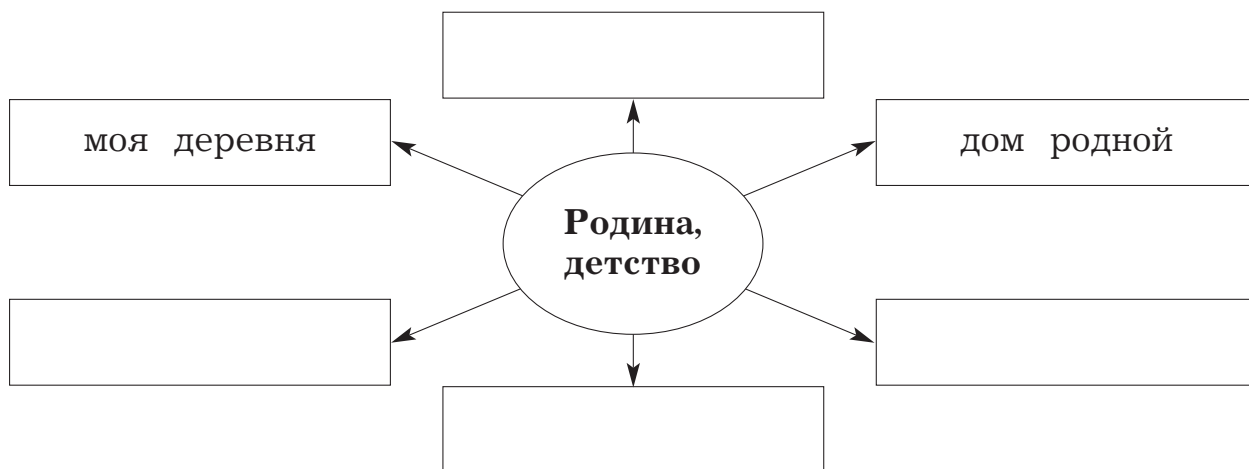 моя деревня
дом родной
Родина,
детство